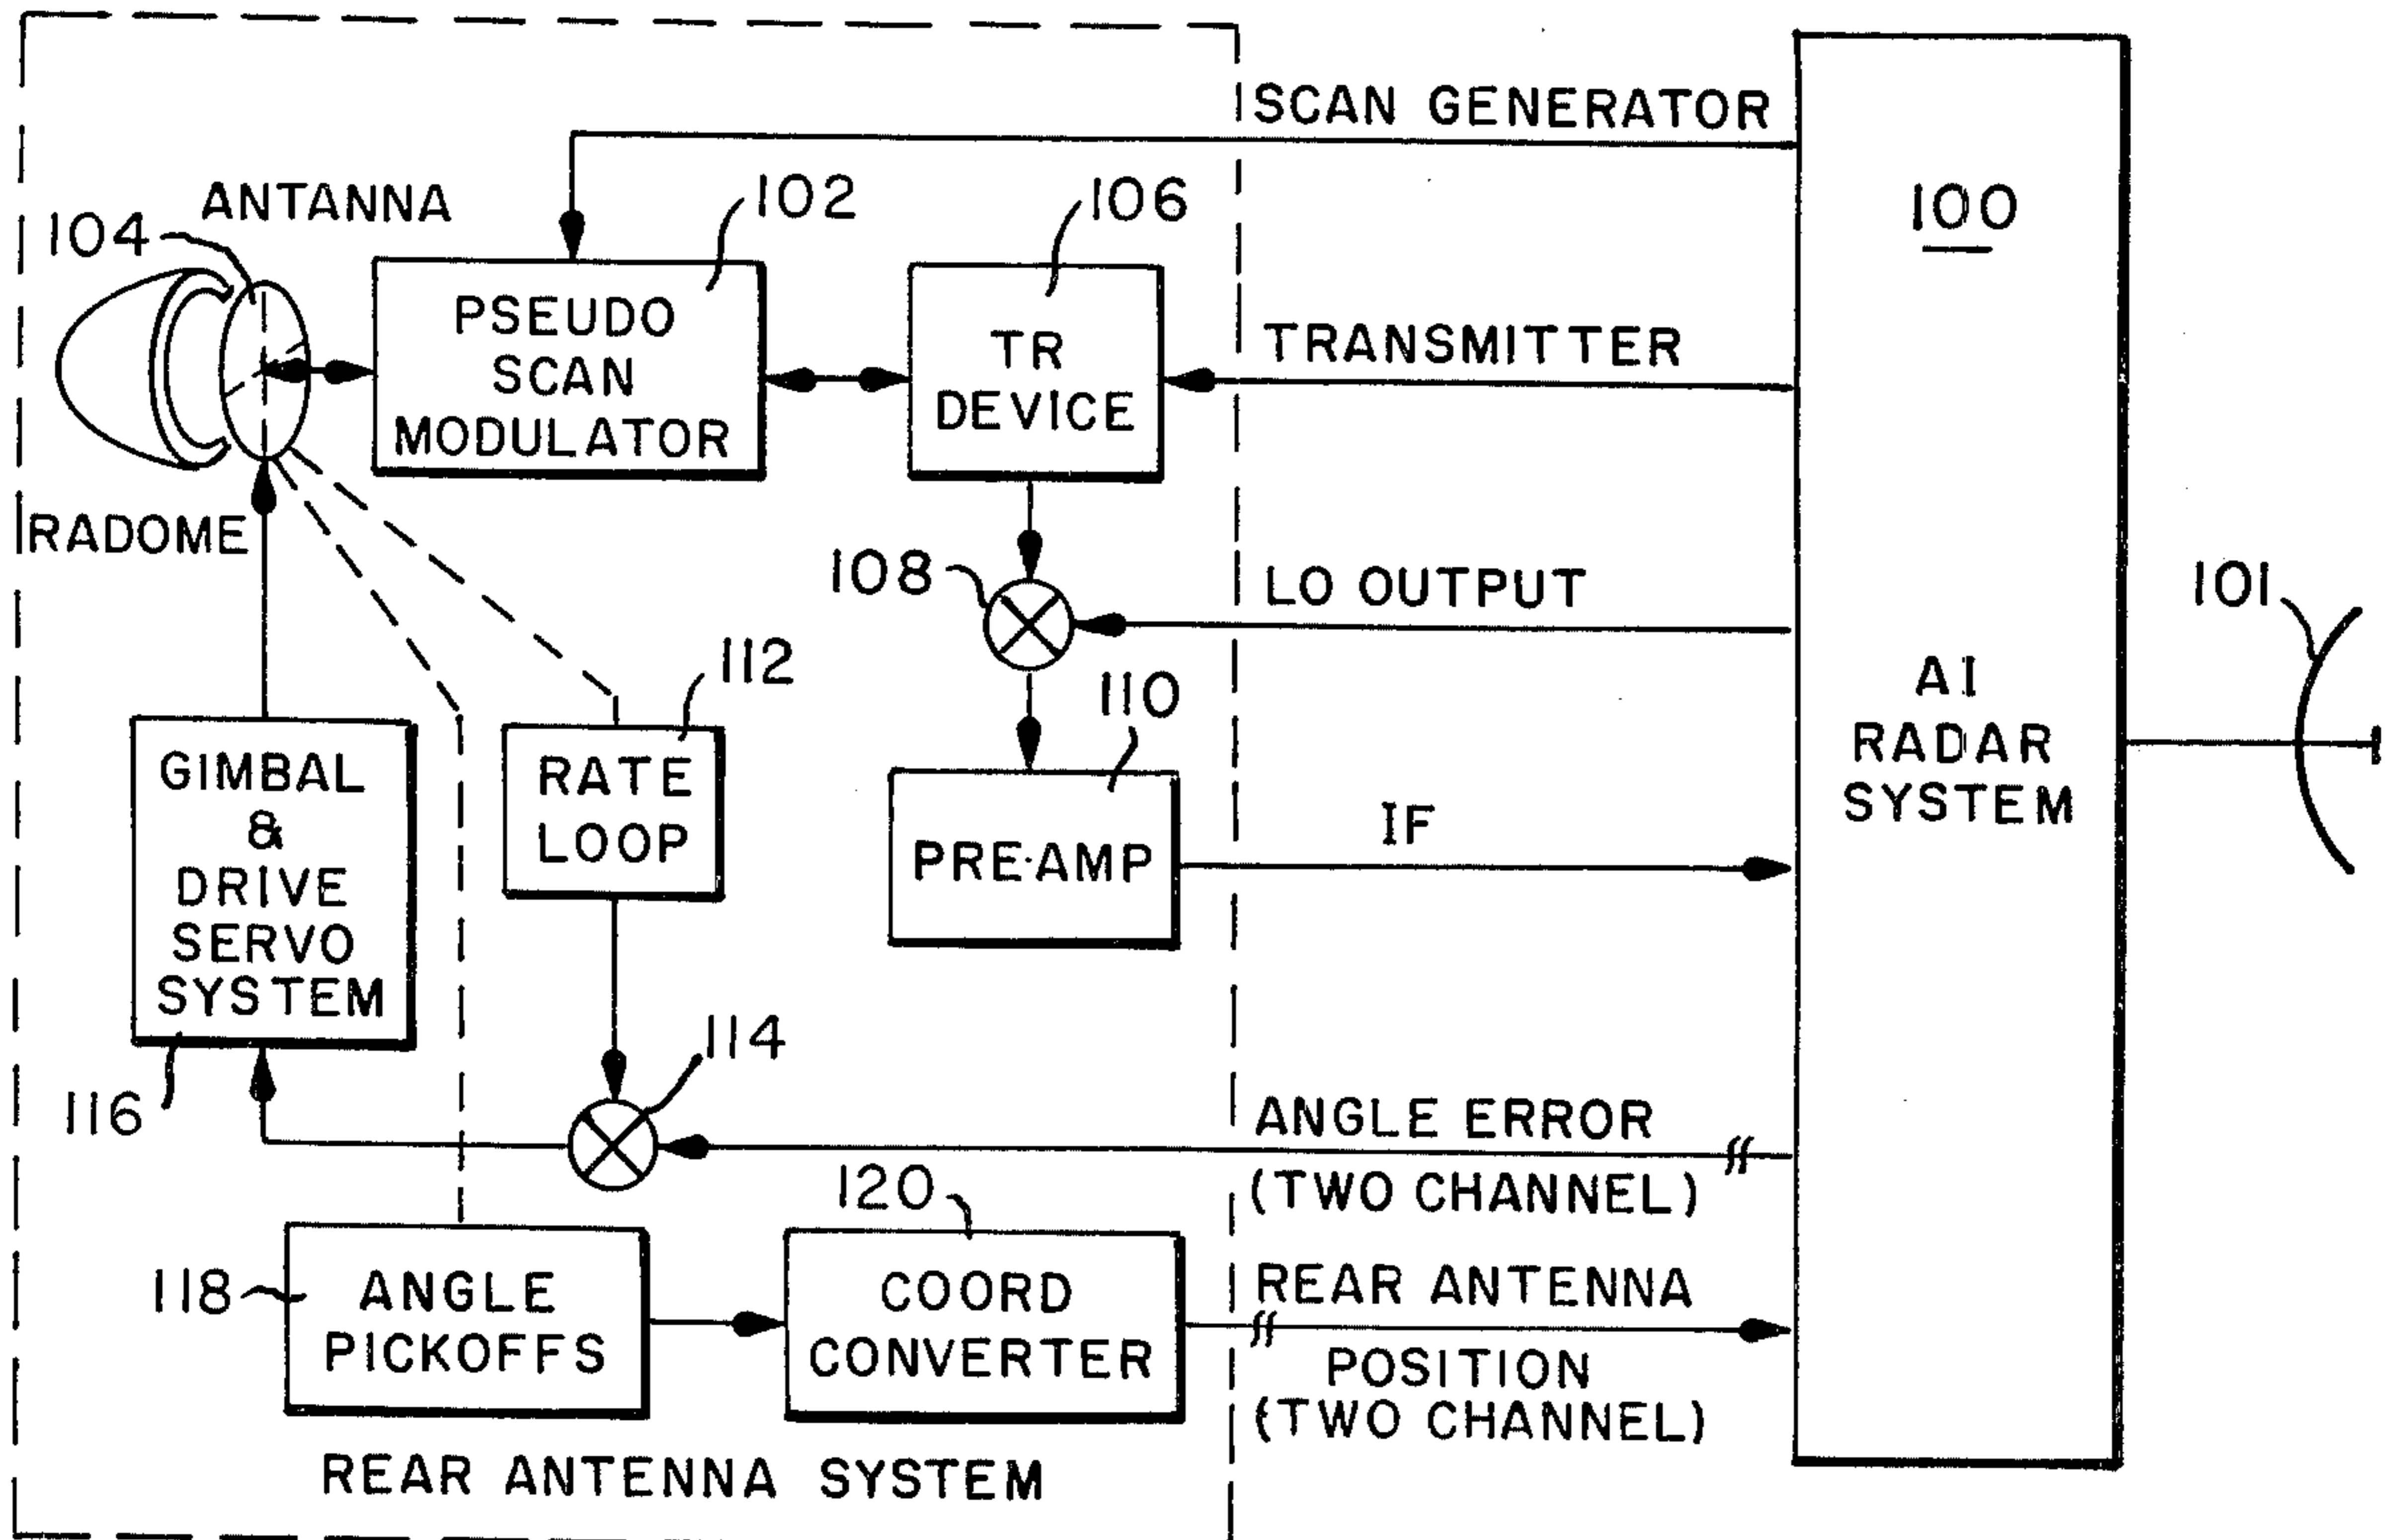 SCAN GENERATOR
ANTANNA
102
106
100
104
PSEUDO
SCAN
MODULATOR
TR
DEVICE
TRANSMITTER
RADOME
108
LO OUTPUT
101
112
110
AI
RADAR
SYSTEM
GIMBAL
&
DRIVE
SERVO
SYSTEM
RATE
LOOP
PRE-AMP
IF
116
114
ANGLE ERROR
(TWO CHANNEL)
120
118
ANGLE
PICKOFFS
COORD
CONVERTER
REAR ANTENNA
POSITION
(TWO CHANNEL)
REAR ANTENNA SYSTEM